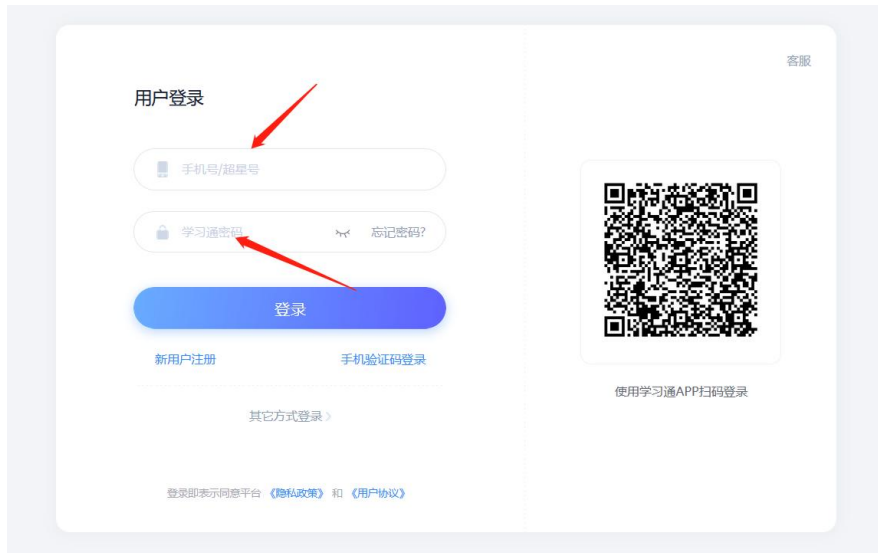 客服
用户登录
手机号/超星号
学习通密码 忘记密码?
登录
新用户注册 手机验证码登录
其它方式登录
使用学习通APP扫码登录
登录即表示同意平台 《隐私政策》 和 《用户协议》